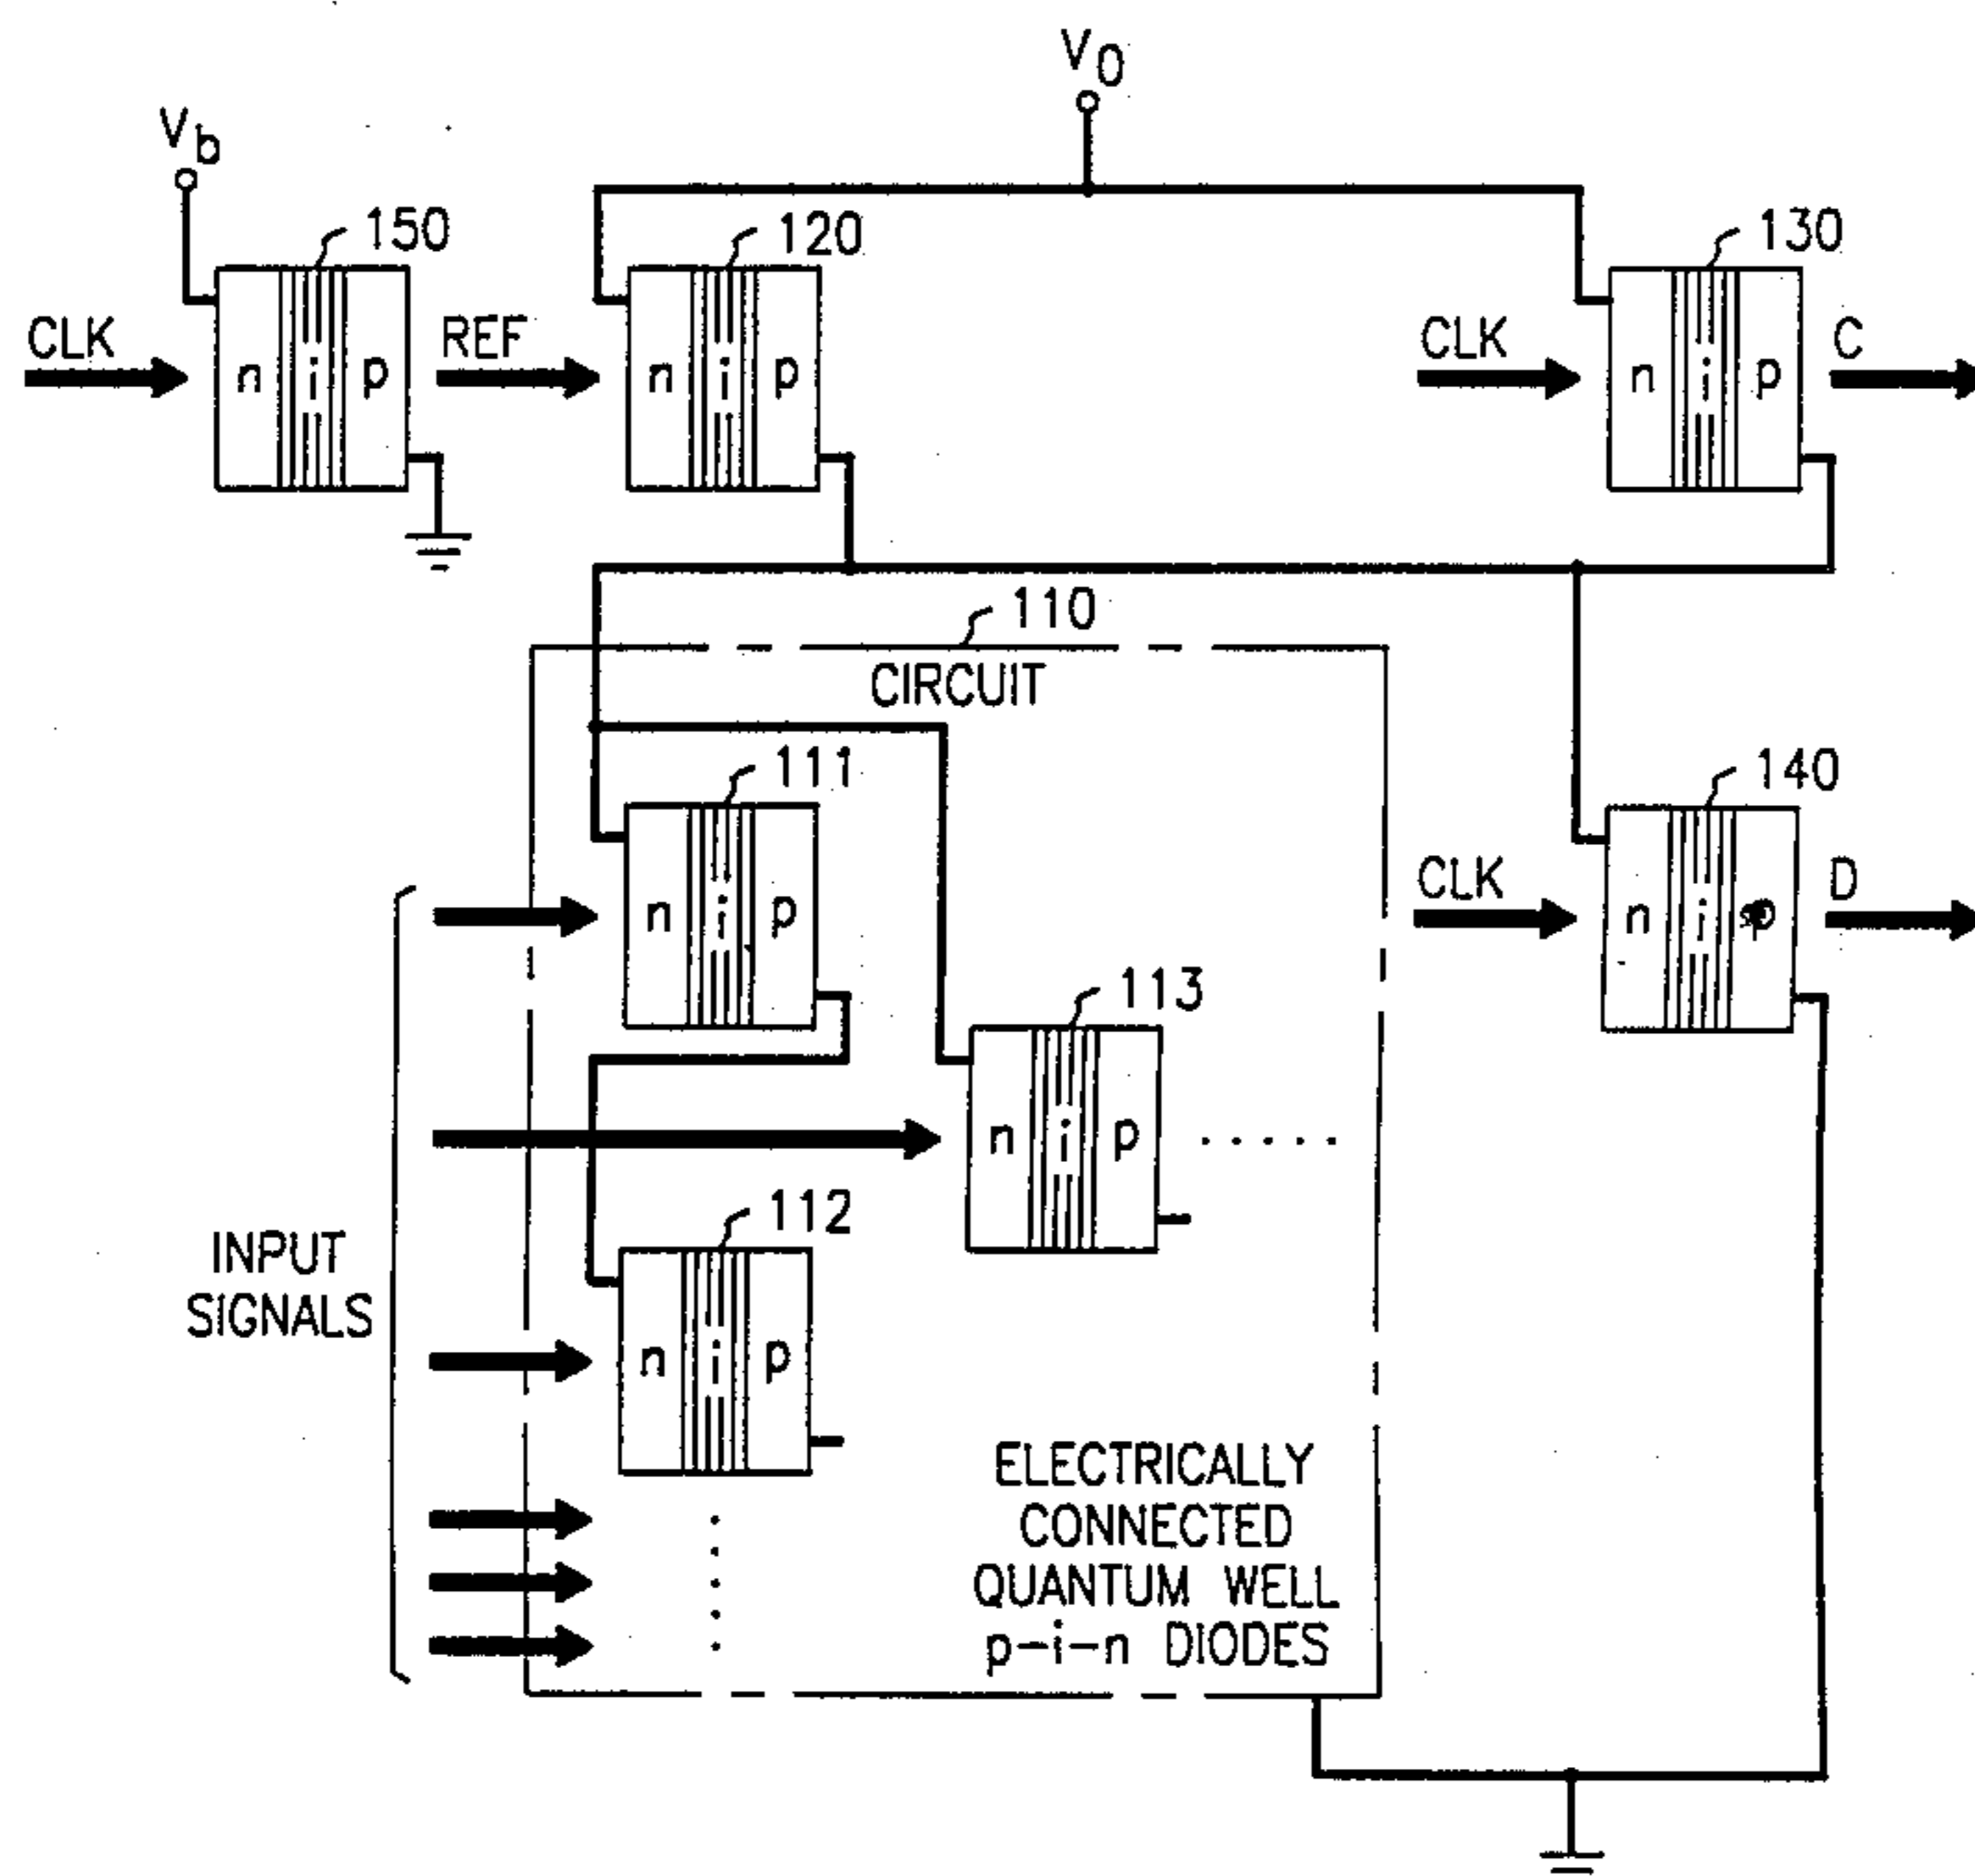 V0
Vb
150
120
130
CLK
REF
CLK
C
n i p
n i p
n i p
110
CIRCUIT
111
140
CLK
D
n i p
n i p
113
n i p
112
INPUT
SIGNALS
n i p
ELECTRICALLY
CONNECTED
QUANTUM WELL
p-i-n DIODES